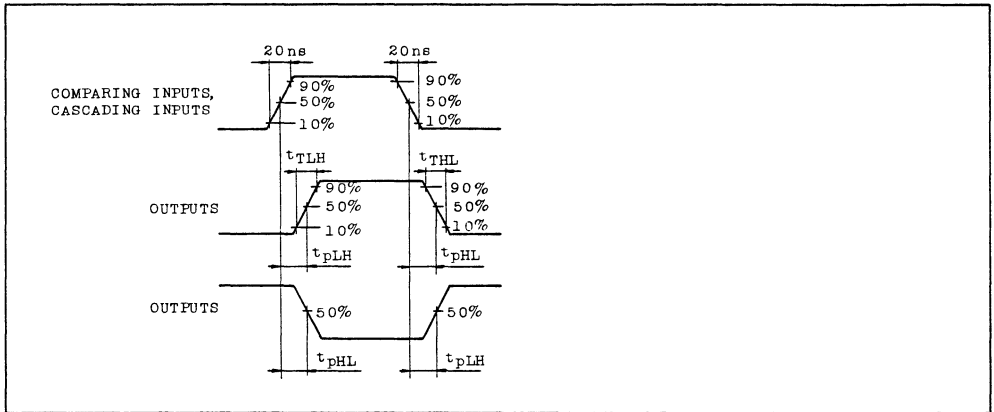 20ns 20ns
COMPARING INPUTS,
CASCADING INPUTS
90% 90%
50% 50%
10% 10%
tTLH tTHL
OUTPUTS
90% 90%
50% 50%
10% 10%
tpLH tpHL
OUTPUTS
50% 50%
tpHL tpLH